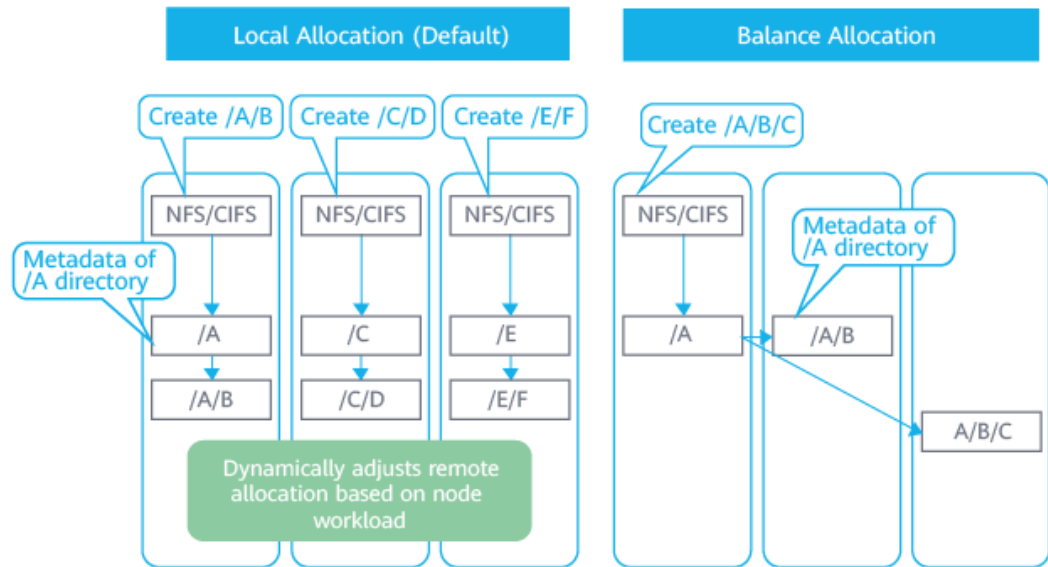 Local Allocation (Default)
Balance Allocation
Create /A/B
Create /C/D
Create /E/F
Create /A/B/C
NFS/CIFS
NFS/CIFS
NFS/CIFS
NFS/CIFS
Metadata of
/A directory
Metadata of
/A directory
/A
/C
/E
/A
/A/B
/A/B
/C/D
/E/F
A/B/C
Dynamically adjusts remote
allocation based on node
workload